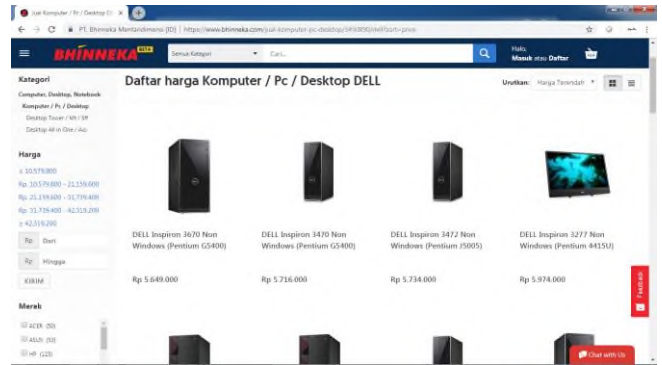 Jual Komputer / Pc / Desktop
PT. Bhinneka Mentaridimensi [ID] | https://www.bhinneka.com/jual-komputer-pc-desktop/
BHINNEKA BETA
Semua Kategori
Cari...
Halo,
Masuk atau Daftar
Kategori
Computer, Desktop, Notebook
Komputer / Pc / Desktop
Desktop Tower / Mt / Sff
Desktop All in One / Aio
Harga
≤ 10.579.800
Rp. 10.579.800 - 21.159.600
Rp. 21.159.600 - 31.739.400
Rp. 31.739.400 - 42.319.200
≥ 42.319.200
Rp Dari
Rp Hingga
KIRIM
Merek
ACER (50)
ASUS (50)
HP (123)
Daftar harga Komputer / Pc / Desktop DELL
Urutkan: Harga Terendah
DELL Inspiron 3670 Non
Windows (Pentium G5400)
Rp 5.649.000
DELL Inspiron 3470 Non
Windows (Pentium G5400)
Rp 5.716.000
DELL Inspiron 3472 Non
Windows (Pentium J5005)
Rp 5.734.000
DELL Inspiron 3277 Non
Windows (Pentium 4415U)
Rp 5.974.000
Feedback
Chat with Us